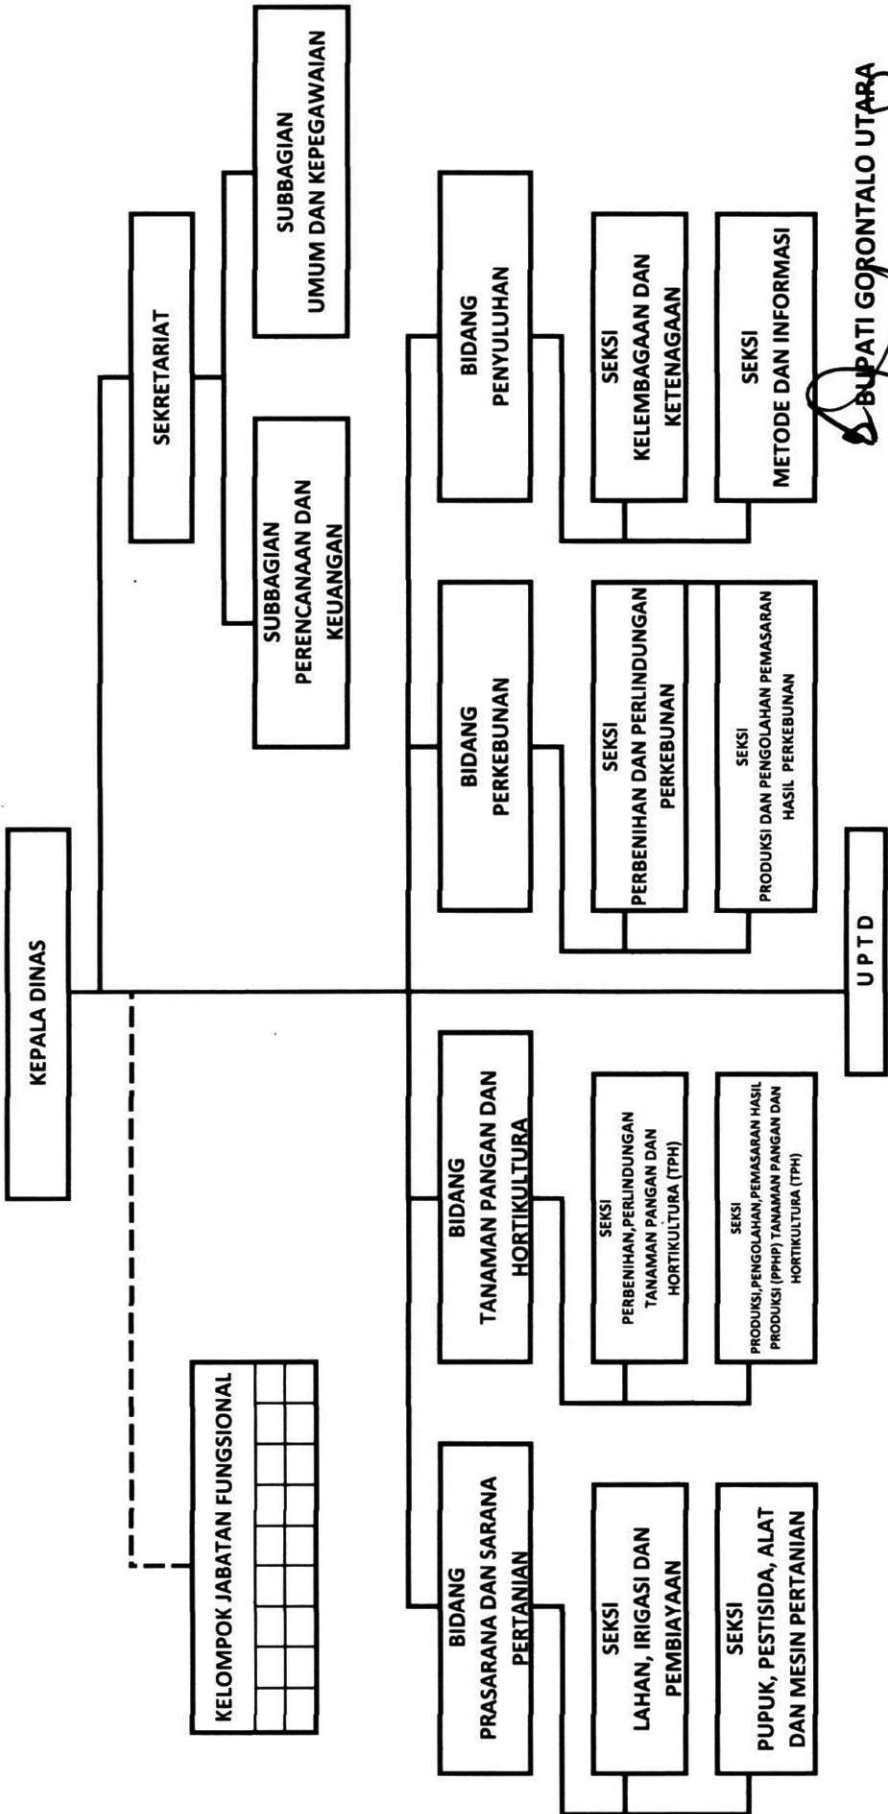 KEPALA DINAS
SEKRETARIAT
KELOMPOK JABATAN FUNGSIONAL
SUBBAGIAN
PERENCANAAN DAN
KEUANGAN
SUBBAGIAN
UMUM DAN KEPEGAWAIAN
BIDANG
PRASARANA DAN SARANA
PERTANIAN
BIDANG
TANAMAN PANGAN DAN
HORTIKULTURA
BIDANG
PERKEBUNAN
BIDANG
PENYULUHAN
SEKSI
LAHAN, IRIGASI DAN
PEMBIAYAAN
SEKSI
PERBENIHAN,PERLINDUNGAN
TANAMAN PANGAN DAN
HORTIKULTURA (TPH)
SEKSI
PERBENIHAN DAN PERLINDUNGAN
PERKEBUNAN
SEKSI
KELEMBAGAAN DAN
KETENAGAAN
SEKSI
PUPUK, PESTISIDA, ALAT
DAN MESIN PERTANIAN
SEKSI
PRODUKSI,PENGOLAHAN,PEMASARAN HASIL
PRODUKSI (PPHP) TANAMAN PANGAN DAN
HORTIKULTURA (TPH)
SEKSI
PRODUKSI DAN PENGOLAHAN PEMASARAN
HASIL PERKEBUNAN
SEKSI
METODE DAN INFORMASI
U P T D
BUPATI GORONTALO UTARA